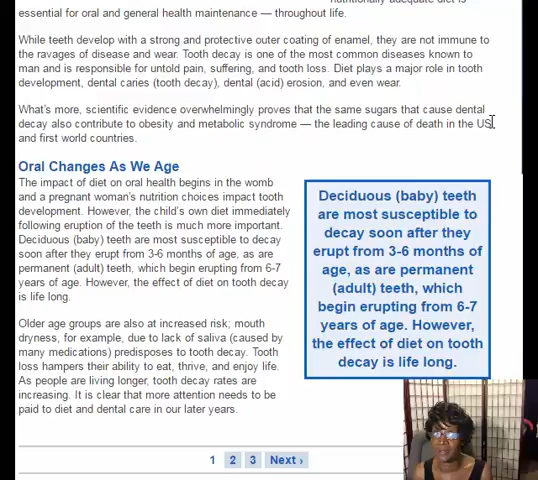 nutritionally adequate diet is
essential for oral and general health maintenance — throughout life.
While teeth develop with a strong and protective outer coating of enamel, they are not immune to
the ravages of disease and wear. Tooth decay is one of the most common diseases known to
man and is responsible for untold pain, suffering, and tooth loss. Diet plays a major role in tooth
development, dental caries (tooth decay), dental (acid) erosion, and even wear.
What's more, scientific evidence overwhelmingly proves that the same sugars that cause dental
decay also contribute to obesity and metabolic syndrome — the leading cause of death in the US
and first world countries.
Oral Changes As We Age
The impact of diet on oral health begins in the womb
and a pregnant woman's nutrition choices impact tooth
development. However, the child's own diet immediately
following eruption of the teeth is much more important.
Deciduous (baby) teeth are most susceptible to decay
soon after they erupt from 3-6 months of age, as are
permanent (adult) teeth, which begin erupting from 6-7
years of age. However, the effect of diet on tooth decay
is life long.
Older age groups are also at increased risk; mouth
dryness, for example, due to lack of saliva (caused by
many medications) predisposes to tooth decay. Tooth
loss hampers their ability to eat, thrive, and enjoy life.
As people are living longer, tooth decay rates are
increasing. It is clear that more attention needs to be
paid to diet and dental care in our later years.
Deciduous (baby) teeth
are most susceptible to
decay soon after they
erupt from 3-6 months of
age, as are permanent
(adult) teeth, which
begin erupting from 6-7
years of age. However,
the effect of diet on tooth
decay is life long.
1 2 3 Next ›